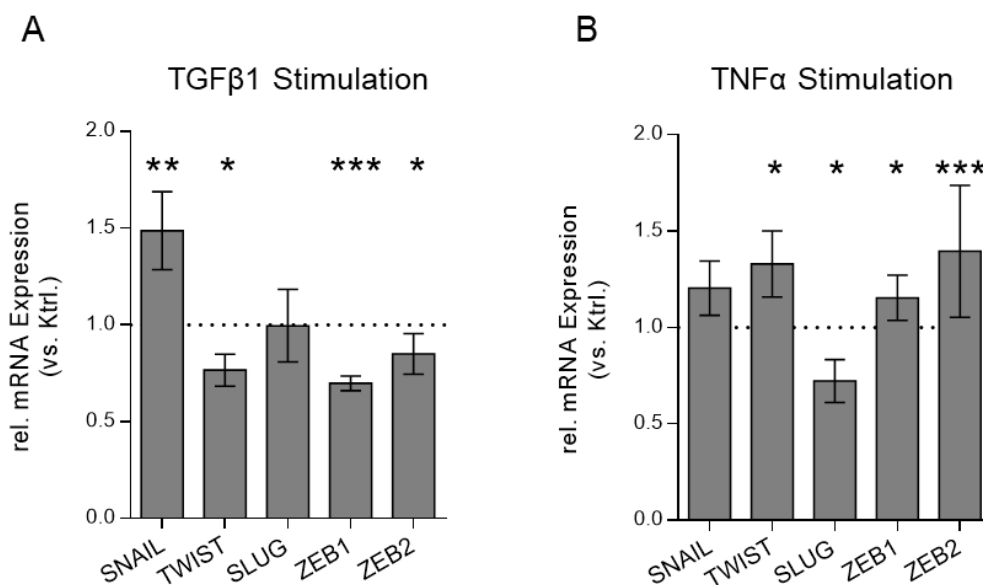 A
TGFβ1 Stimulation
rel. mRNA Expression
(vs. Ktrl.)
2.0
1.5
1.0
0.5
0.0
** * *** *
SNAIL TWIST SLUG ZEB1 ZEB2
B
TNFα Stimulation
rel. mRNA Expression
(vs. Ktrl.)
2.0
1.5
1.0
0.5
0.0
* * * ***
SNAIL TWIST SLUG ZEB1 ZEB2